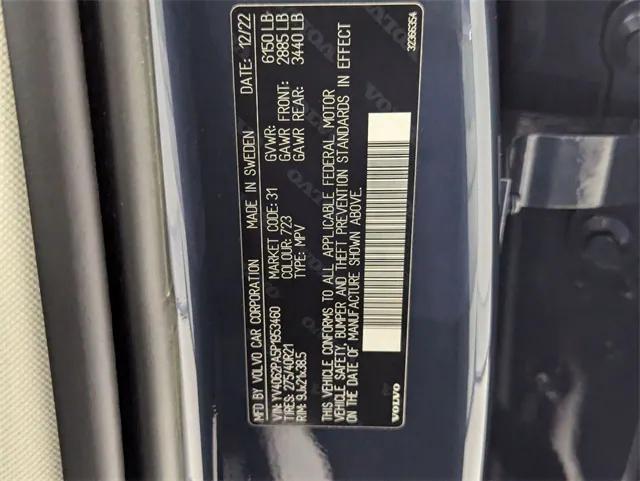 MFD BY VOLVO CAR CORPORATION MADE IN SWEDEN DATE: 12/22
VIN: YV4062PA5P1953460 MARKET CODE: 31 GVWR: 6150 LB
TIRES: 275/40R21 COLOUR: 723 GAWR FRONT: 2885 LB
RIM: 9Jx21x38.5 TYPE: MPV GAWR REAR: 3440 LB
THIS VEHICLE CONFORMS TO ALL APPLICABLE FEDERAL MOTOR
VEHICLE SAFETY, BUMPER AND THEFT PREVENTION STANDARDS IN EFFECT
ON THE DATE OF MANUFACTURE SHOWN ABOVE.
VOLVO
32366354